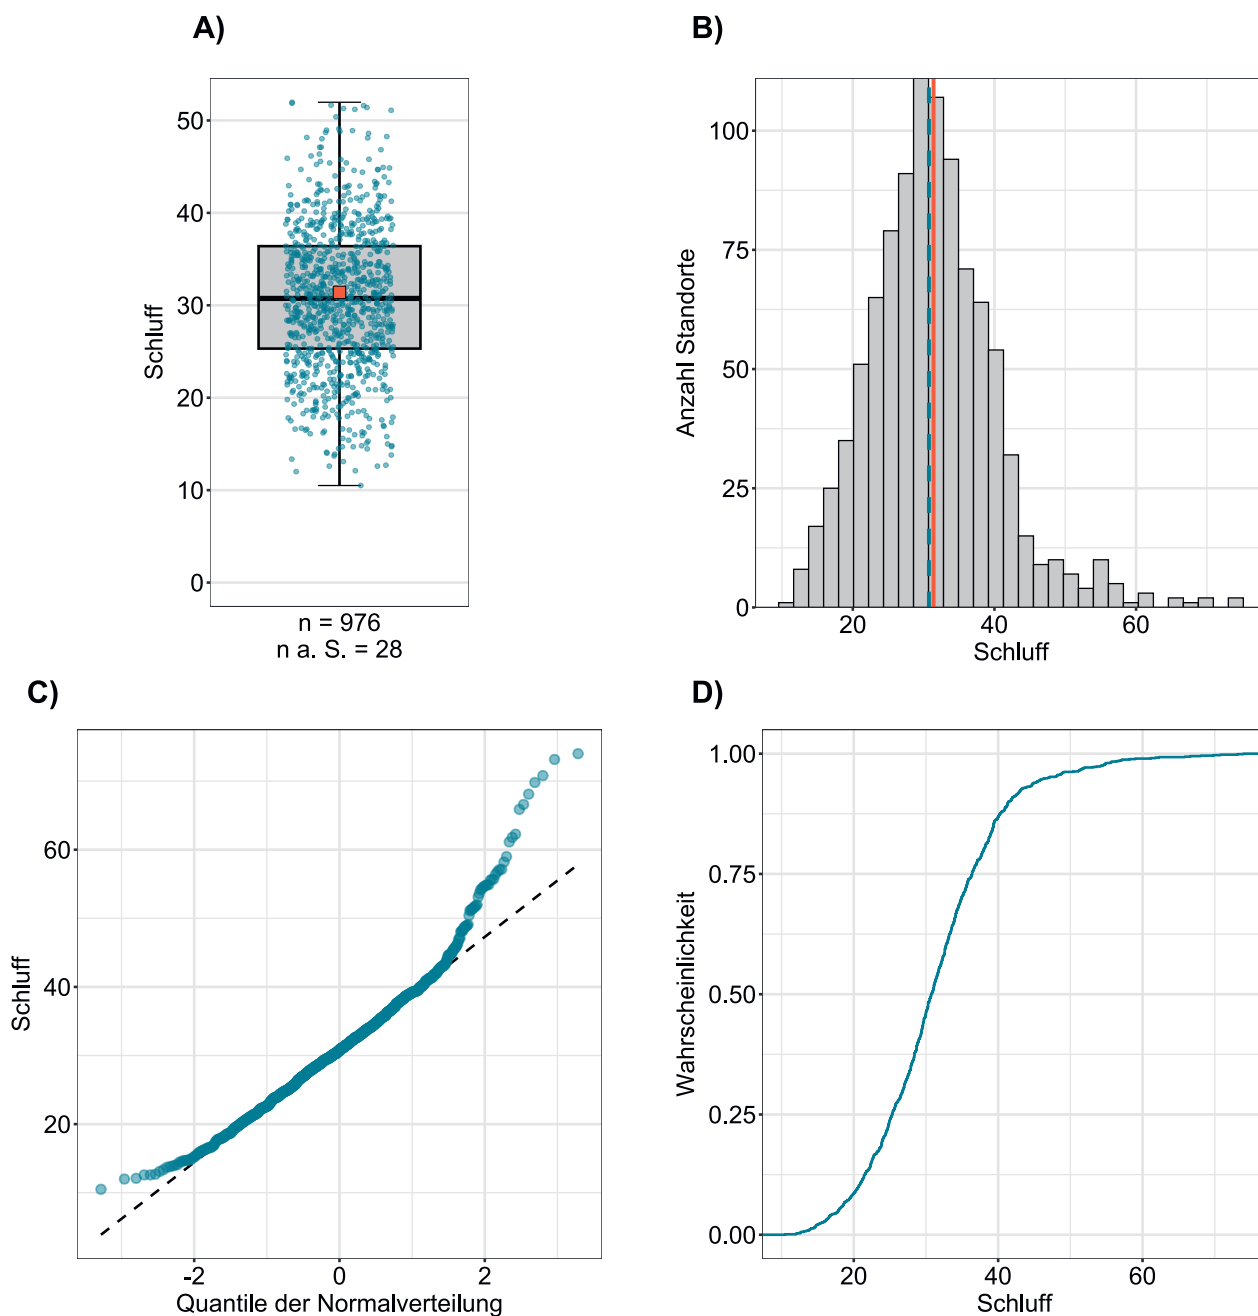 A)
Schluff
50
40
30
20
10
0
n = 976
n a. S. = 28
B)
Anzahl Standorte
100
75
50
25
0
20 40 60
Schluff
C)
Schluff
60
40
20
-2 0 2
Quantile der Normalverteilung
D)
Wahrscheinlichkeit
1.00
0.75
0.50
0.25
0.00
20 40 60
Schluff